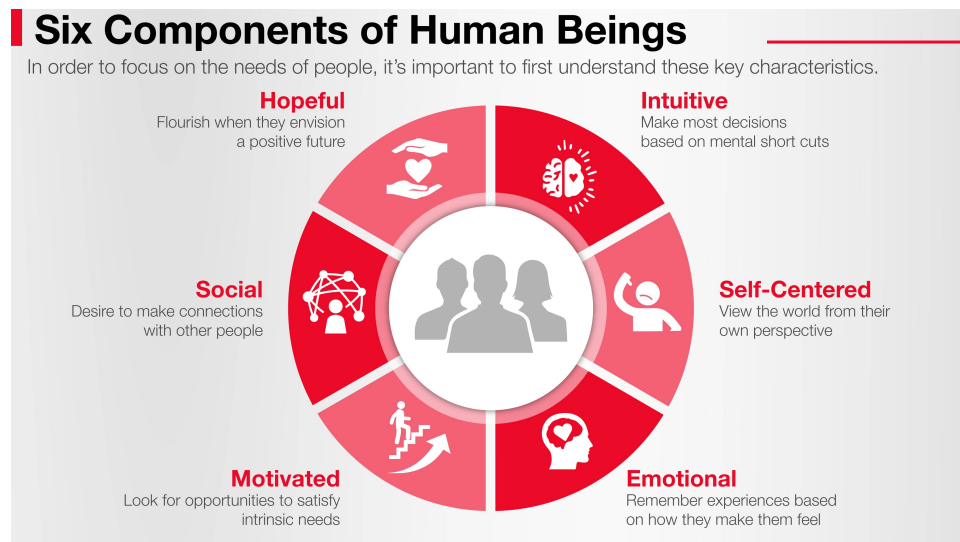 Six Components of Human Beings
In order to focus on the needs of people, it’s important to first understand these key characteristics.
Hopeful
Flourish when they envision
a positive future
Intuitive
Make most decisions
based on mental short cuts
Social
Desire to make connections
with other people
Self-Centered
View the world from their
own perspective
Motivated
Look for opportunities to satisfy
intrinsic needs
Emotional
Remember experiences based
on how they make them feel